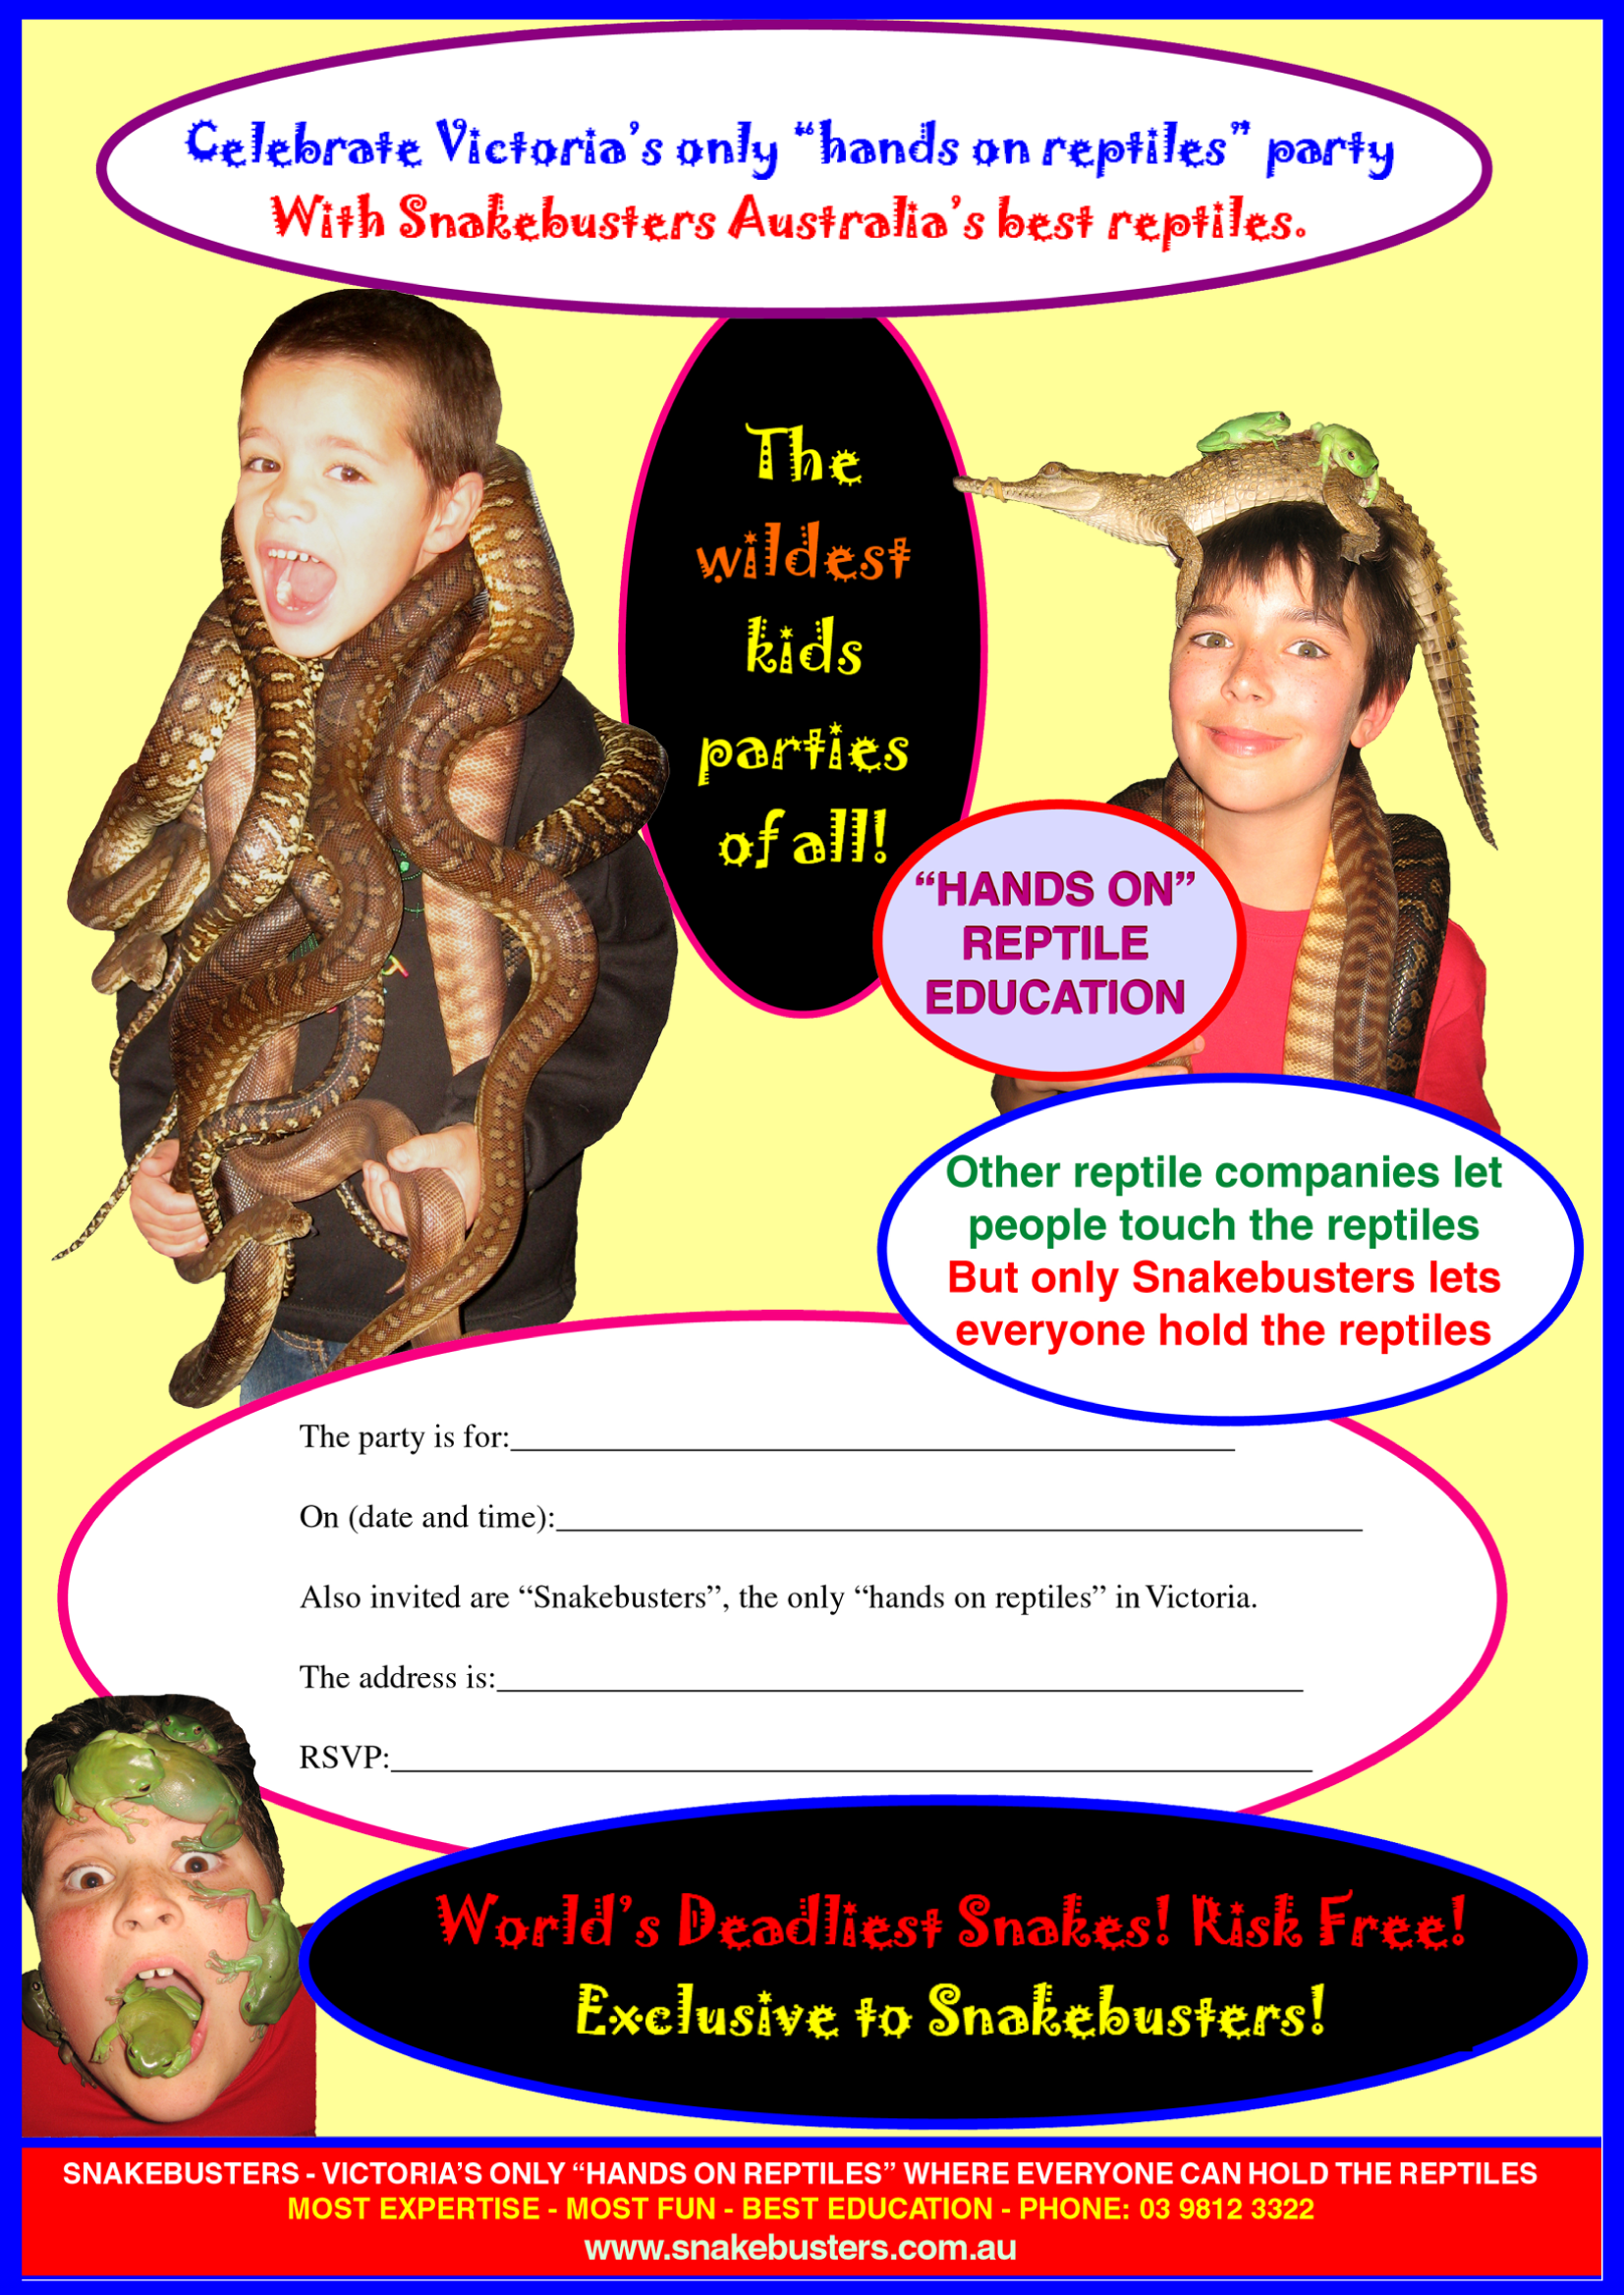 Celebrate Victoria’s only “hands on reptiles” party
With Snakebusters Australia’s best reptiles.
The
wildest
kids
parties
of all!
“HANDS ON”
REPTILE
EDUCATION
Other reptile companies let
people touch the reptiles
But only Snakebusters lets
everyone hold the reptiles
The party is for:
On (date and time):
Also invited are “Snakebusters”, the only “hands on reptiles” in Victoria.
The address is:
RSVP:
World’s Deadliest Snakes! Risk Free!
Exclusive to Snakebusters!
SNAKEBUSTERS - VICTORIA’S ONLY “HANDS ON REPTILES” WHERE EVERYONE CAN HOLD THE REPTILES
MOST EXPERTISE - MOST FUN - BEST EDUCATION - PHONE: 03 9812 3322
www.snakebusters.com.au